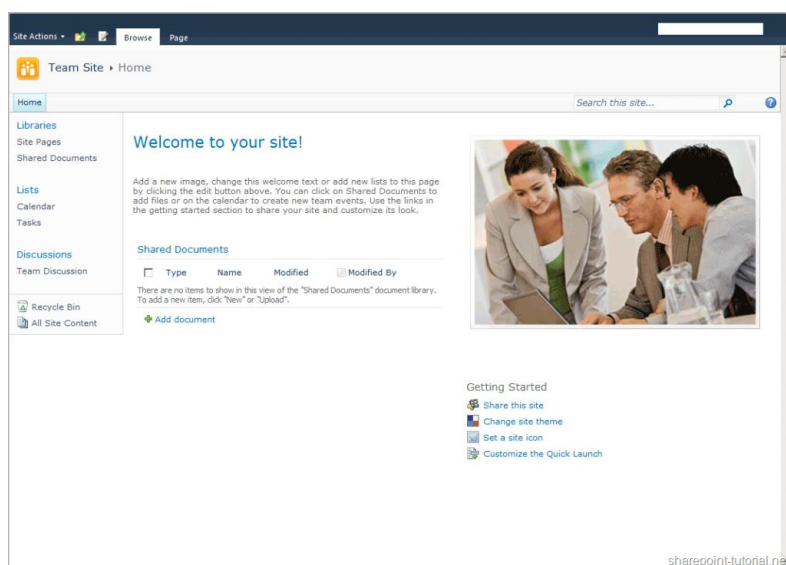 Site Actions
Browse
Page
Team Site
Home
Home
Search this site...
Libraries
Site Pages
Shared Documents
Lists
Calendar
Tasks
Discussions
Team Discussion
Recycle Bin
All Site Content
Welcome to your site!
Add a new image, change this welcome text or add new lists to this page
by clicking the edit button above. You can click on Shared Documents to
add files or on the calendar to create new team events. Use the links in
the getting started section to share your site and customize its look.
Shared Documents
Type Name Modified Modified By
There are no items to show in this view of the "Shared Documents" document library.
To add a new item, click "New" or "Upload".
Add document
Getting Started
Share this site
Change site theme
Set a site icon
Customize the Quick Launch
sharepoint-tutorial.ne